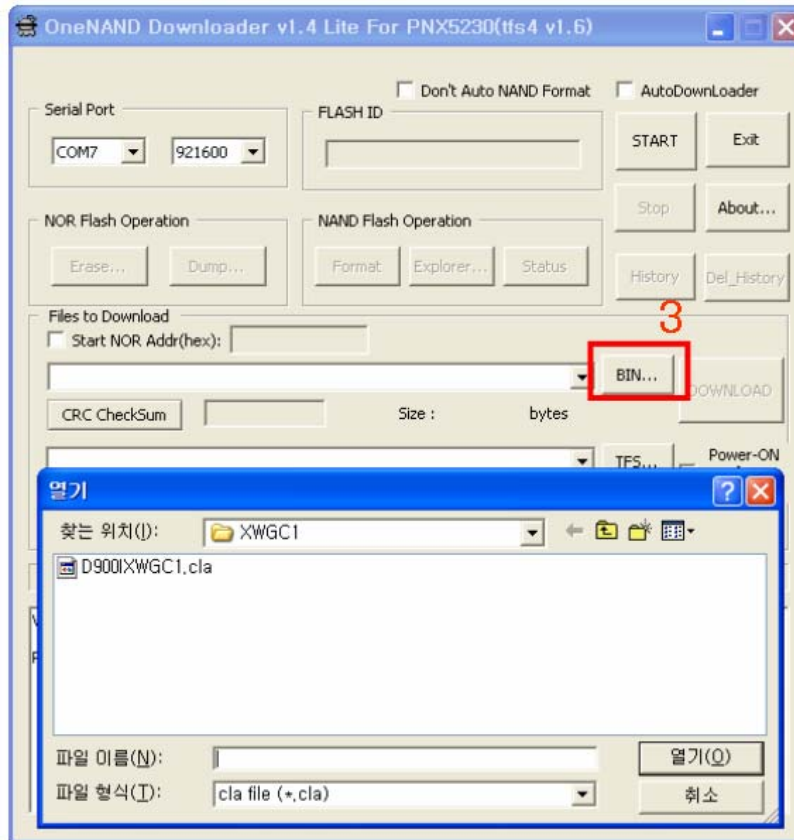 OneNAND Downloader v1.4 Lite For PNX5230(tfs4 v1.6)
Don't Auto NAND Format
AutoDownLoader
Serial Port
FLASH ID
COM7
921600
START
Exit
Stop
About...
NOR Flash Operation
NAND Flash Operation
Erase...
Dump...
Format
Explorer...
Status
History
Del_History
3
Files to Download
Start NOR Addr(hex):
BIN...
DOWNLOAD
CRC CheckSum
Size :
bytes
TFS...
Power-ON
열기
찾는 위치(I):
XWGC1
D900IXWGC1.cla
파일 이름(N):
열기(O)
파일 형식(T):
cla file (*.cla)
취소